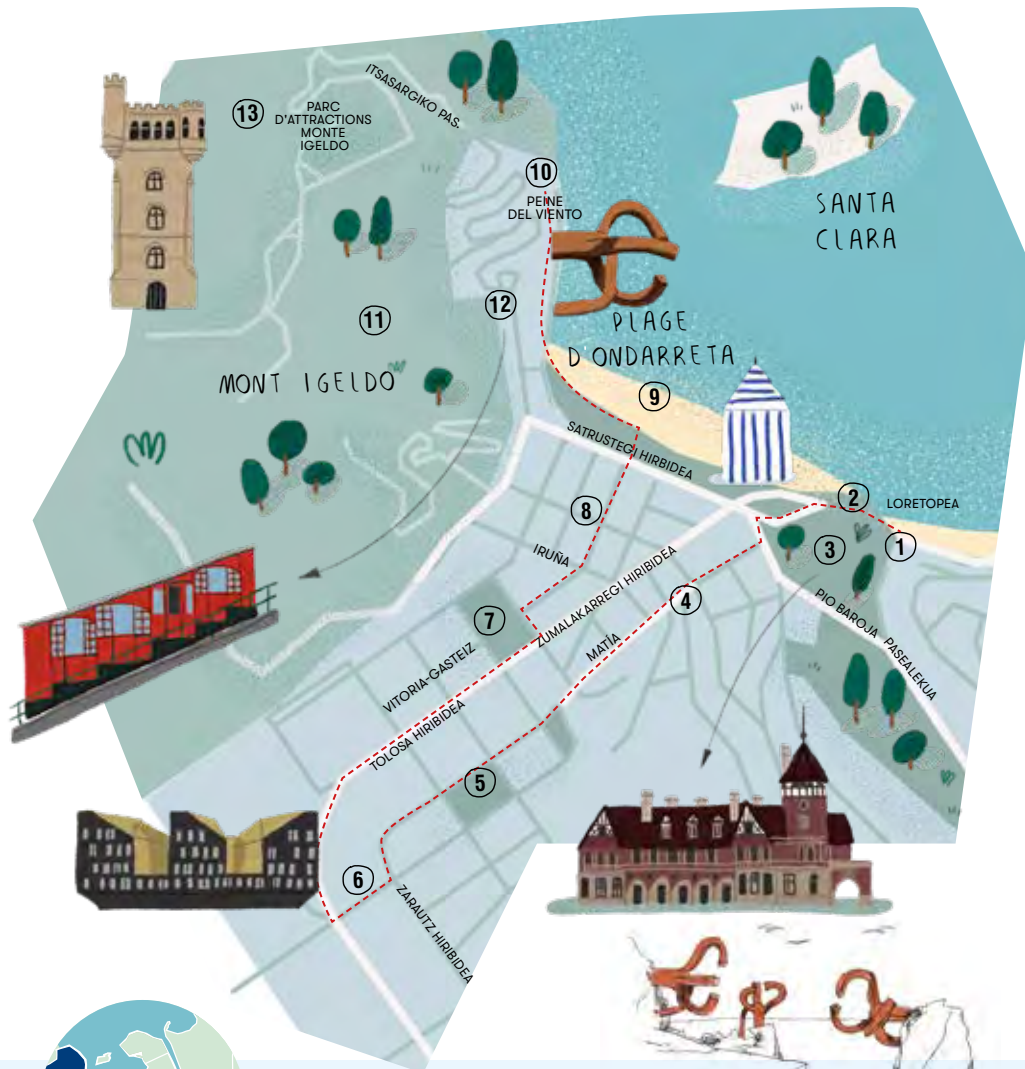 ITSASARGIKO PAS.
13
PARC
D'ATTRACTIONS
MONTE
IGELDO
10
PEINE
DEL VIENTO
SANTA
CLARA
12
11
PLAGE
D ONDARRETA
MONT IGELDO
9
SATRUSTEGI HIRBIDEA
2
LORETOPEA
8
3
1
IRUÑA
ZUMALAKARREGI HIRIBIDEA
4
PIO BAROJA PASEALEKUA
7
MATÍA
VITORIA-GASTEIZ
TOLOSA HIRIBIDEA
5
6
ZARAUTZ HIRIBIDEA